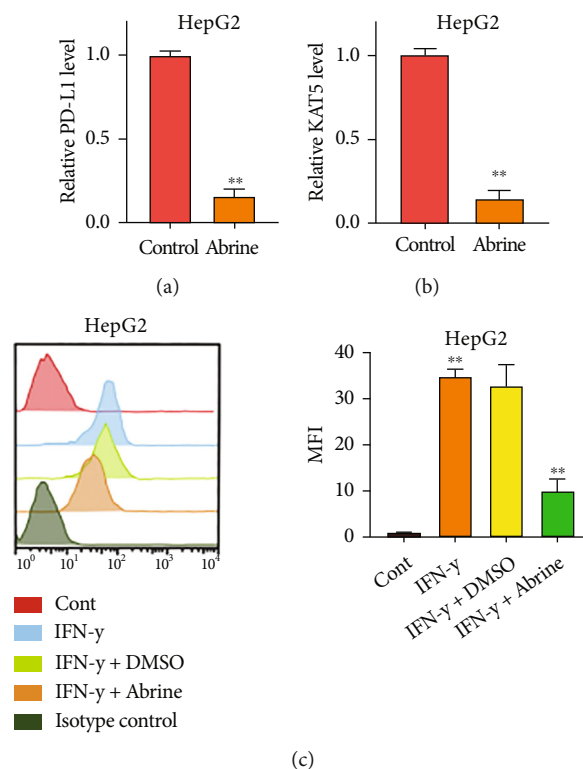 HepG2
Relative PD-L1 level
1.0
0.5
0.0
**
Control Abrine
(a)
HepG2
Relative KAT5 level
1.0
0.5
0.0
**
Control Abrine
(b)
HepG2
10⁰ 10¹ 10² 10³ 10⁴
Cont
IFN-y
IFN-y + DMSO
IFN-y + Abrine
Isotype control
HepG2
MFI
40
30
20
10
0
**
**
Cont
IFN-y
IFN-y + DMSO
IFN-y + Abrine
(c)